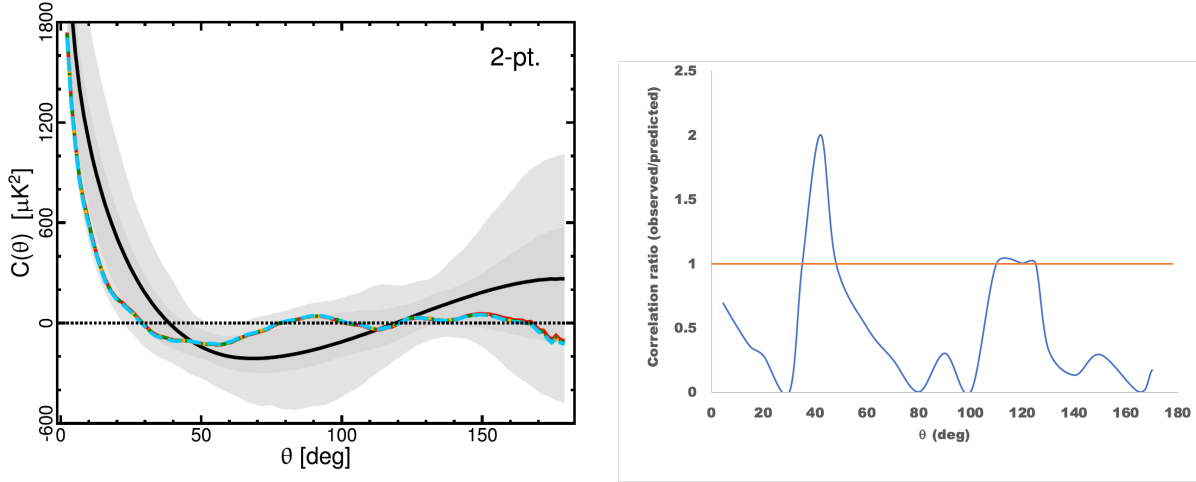 1800
1200
600
0
-600
C(θ) [μK²]
2-pt.
0
50
100
150
θ [deg]
Correlation ratio (observed/predicted)
2.5
2
1.5
1
0.5
0
0 20 40 60 80 100 120 140 160 180
θ (deg)